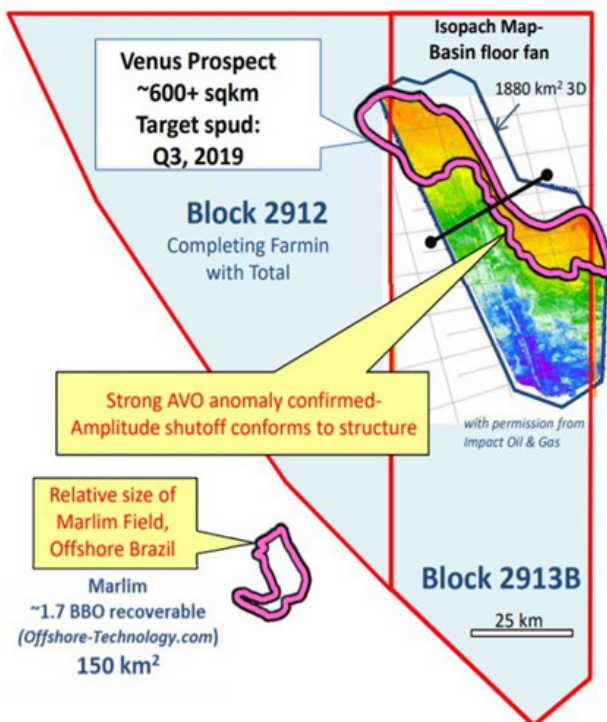 Isopach Map-
Basin floor fan
1880 km² 3D
Venus Prospect
~600+ sqkm
Target spud:
Q3, 2019
Block 2912
Completing Farmin
with Total
Strong AVO anomaly confirmed-
Amplitude shutoff conforms to structure
with permission from
Impact Oil & Gas
Relative size of
Marlim Field,
Offshore Brazil
Marlim
~1.7 BBO recoverable
(Offshore-Technology.com)
150 km²
Block 2913B
25 km